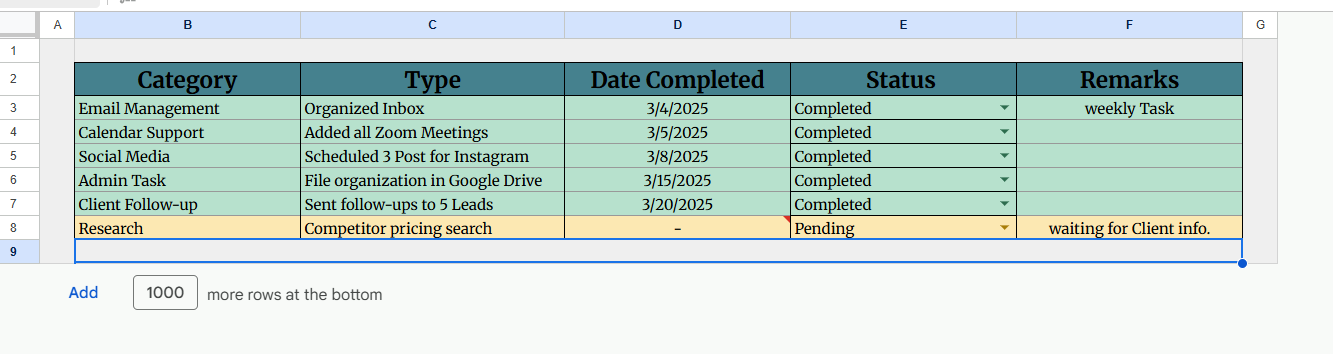 A B C D E F G
1
2 Category Type Date Completed Status Remarks
3 Email Management Organized Inbox 3/4/2025 Completed weekly Task
4 Calendar Support Added all Zoom Meetings 3/5/2025 Completed
5 Social Media Scheduled 3 Post for Instagram 3/8/2025 Completed
6 Admin Task File organization in Google Drive 3/15/2025 Completed
7 Client Follow-up Sent follow-ups to 5 Leads 3/20/2025 Completed
8 Research Competitor pricing search - Pending waiting for Client info.
9
Add 1000 more rows at the bottom